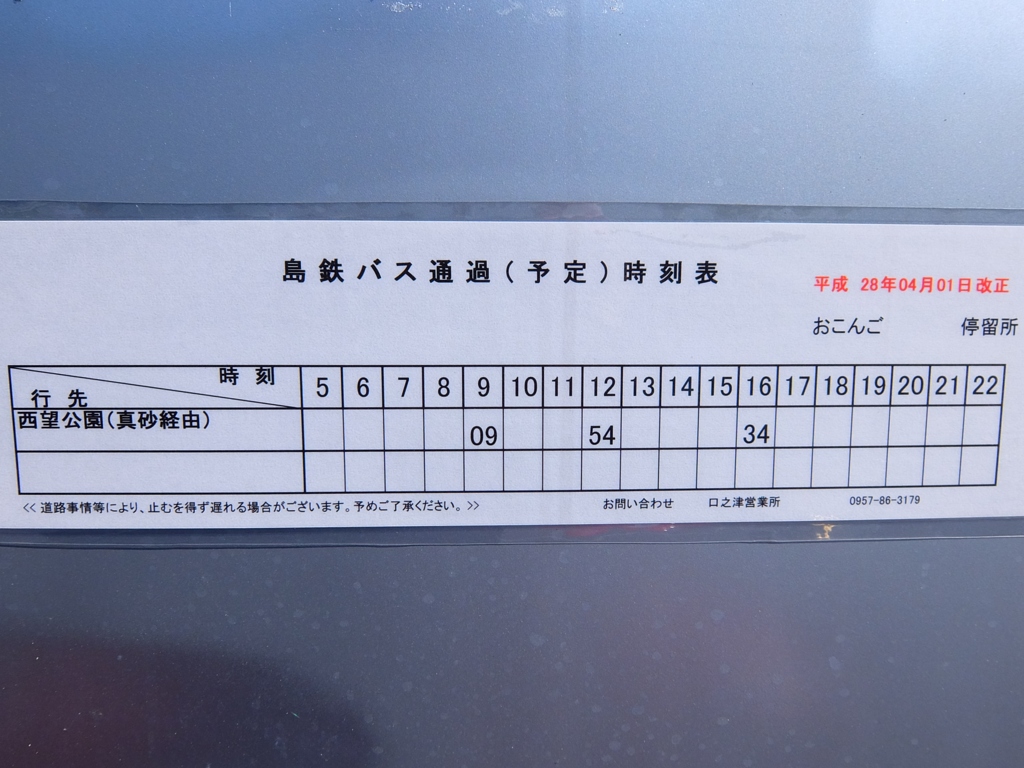 島鉄バス通過(予定)時刻表
平成 28年04月01日改正
おこんご 停留所
時刻 5 6 7 8 9 10 11 12 13 14 15 16 17 18 19 20 21 22
行先
西望公園(真砂経由) 09 54 34
<< 道路事情等により、止むを得ず遅れる場合がございます。予めご了承ください。 >> お問い合わせ 口之津営業所 0957-86-3179